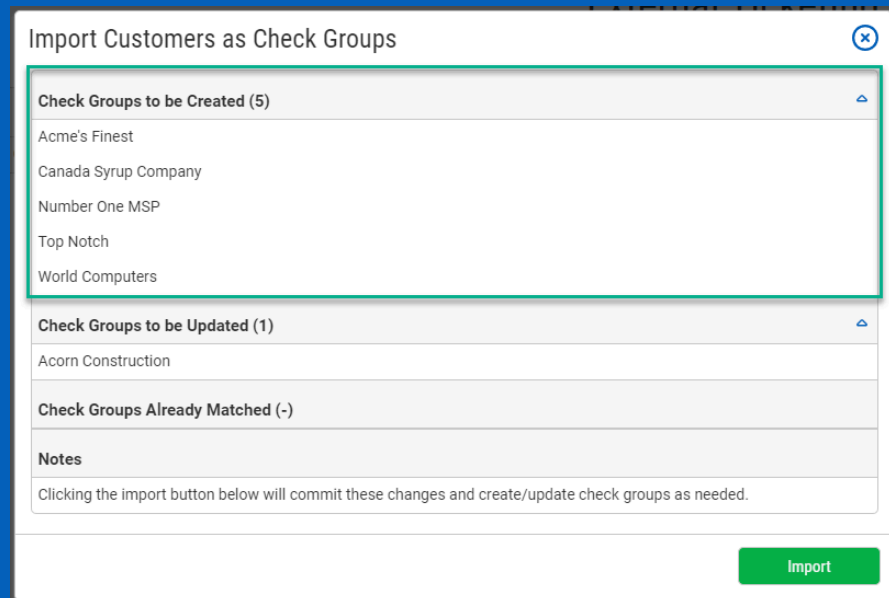 Import Customers as Check Groups
Check Groups to be Created (5)
Acme's Finest
Canada Syrup Company
Number One MSP
Top Notch
World Computers
Check Groups to be Updated (1)
Acorn Construction
Check Groups Already Matched (-)
Notes
Clicking the import button below will commit these changes and create/update check groups as needed.
Import